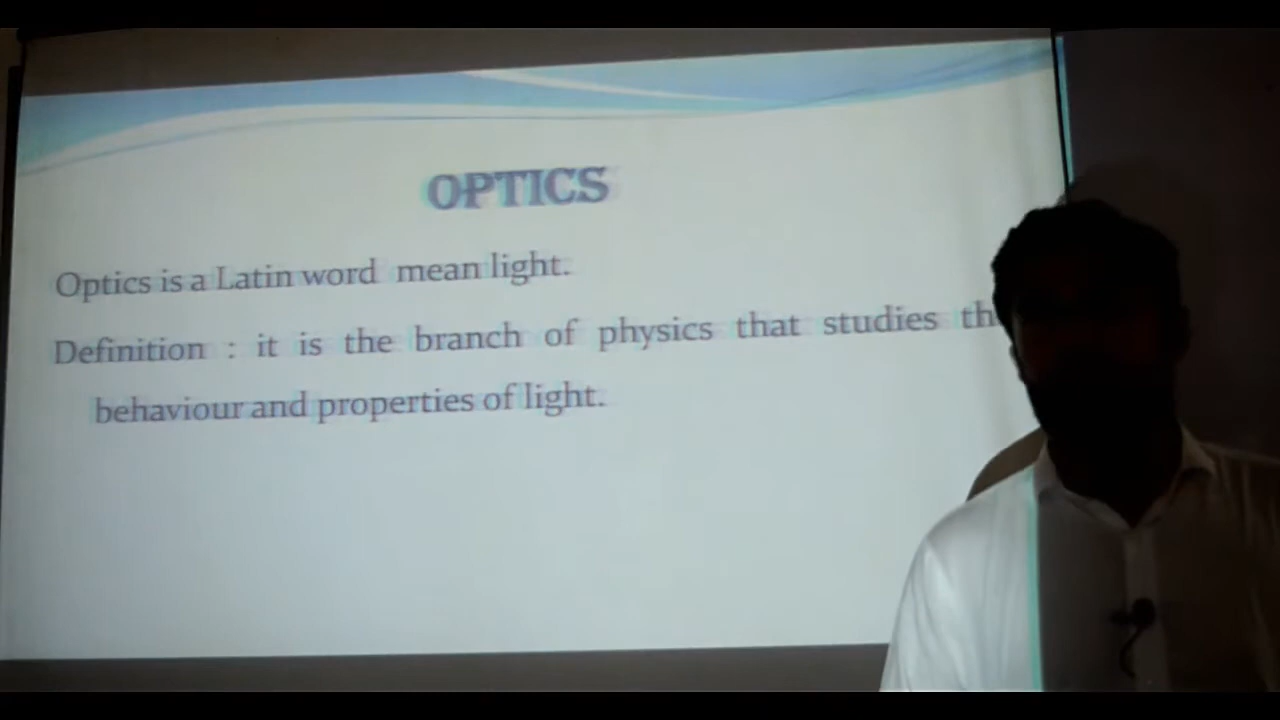 OPTICS
Optics is a Latin word mean light.
Definition : it is the branch of physics that studies th
behaviour and properties of light.